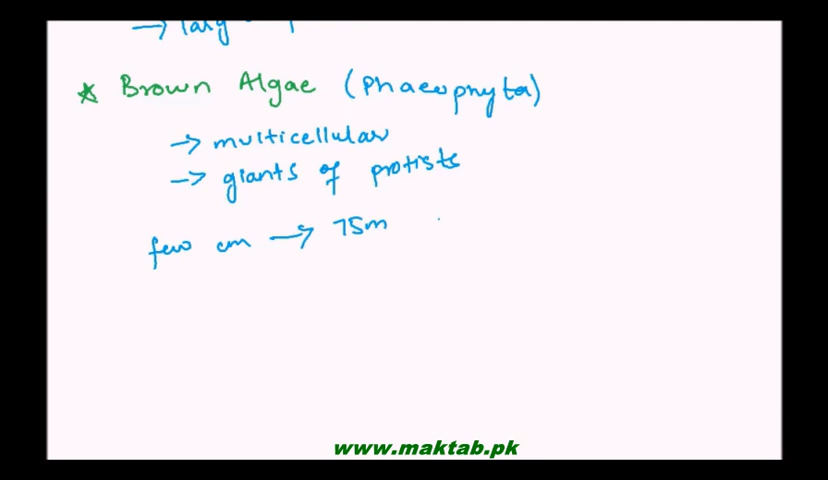 * Brown Algae (Phaeophyta)
→ multicellular
→ giants of protists
few cm → 75m
www.maktab.pk